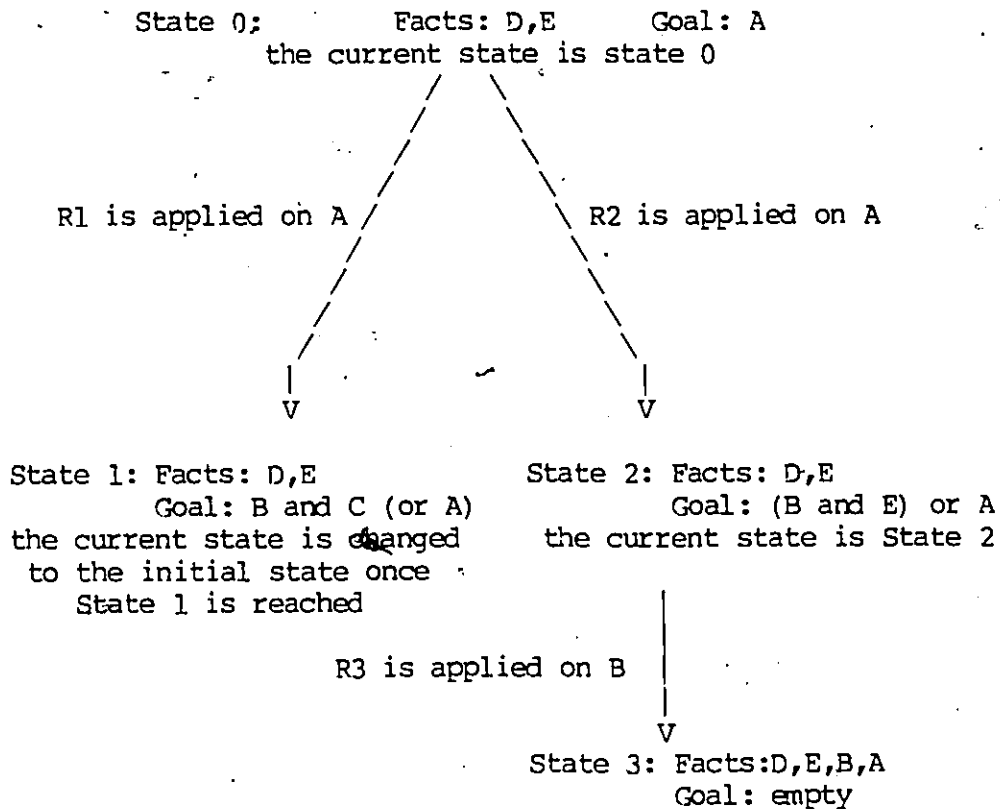 State 0; Facts: D,E Goal: A
the current state is state 0
R1 is applied on A
R2 is applied on A
V V
State 1: Facts: D,E
Goal: B and C (or A)
the current state is changed
to the initial state once
State 1 is reached
State 2: Facts: D,E
Goal: (B and E) or A
the current state is State 2
R3 is applied on B
V
State 3: Facts:D,E,B,A
Goal: empty